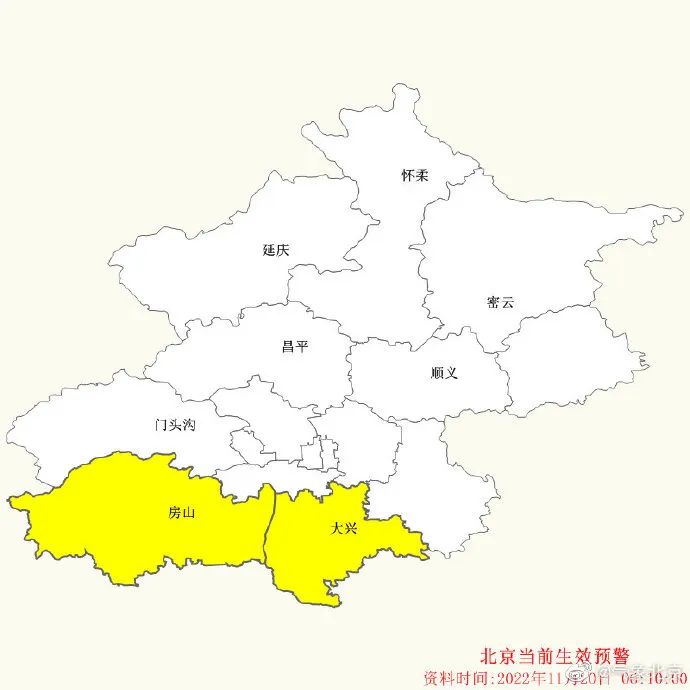 怀柔
延庆
密云
昌平
顺义
门头沟
房山
大兴
北京当前生效预警
@气象北京
资料时间:2022年11月20日 06:10:00